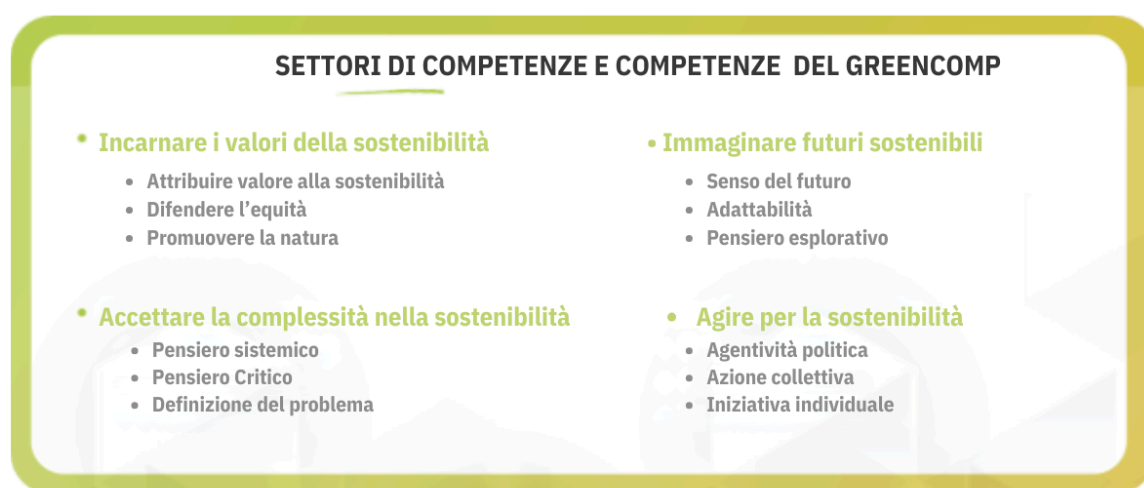 SETTORI DI COMPETENZE E COMPETENZE DEL GREENCOMP
• Incarnare i valori della sostenibilità
• Attribuire valore alla sostenibilità
• Difendere l’equità
• Promuovere la natura
• Accettare la complessità nella sostenibilità
• Pensiero sistemico
• Pensiero Critico
• Definizione del problema
• Immaginare futuri sostenibili
• Senso del futuro
• Adattabilità
• Pensiero esplorativo
• Agire per la sostenibilità
• Agentività politica
• Azione collettiva
• Iniziativa individuale